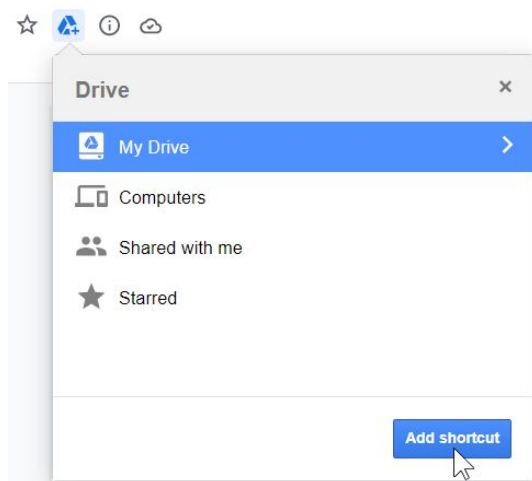 Drive
My Drive
Computers
Shared with me
Starred
Add shortcut